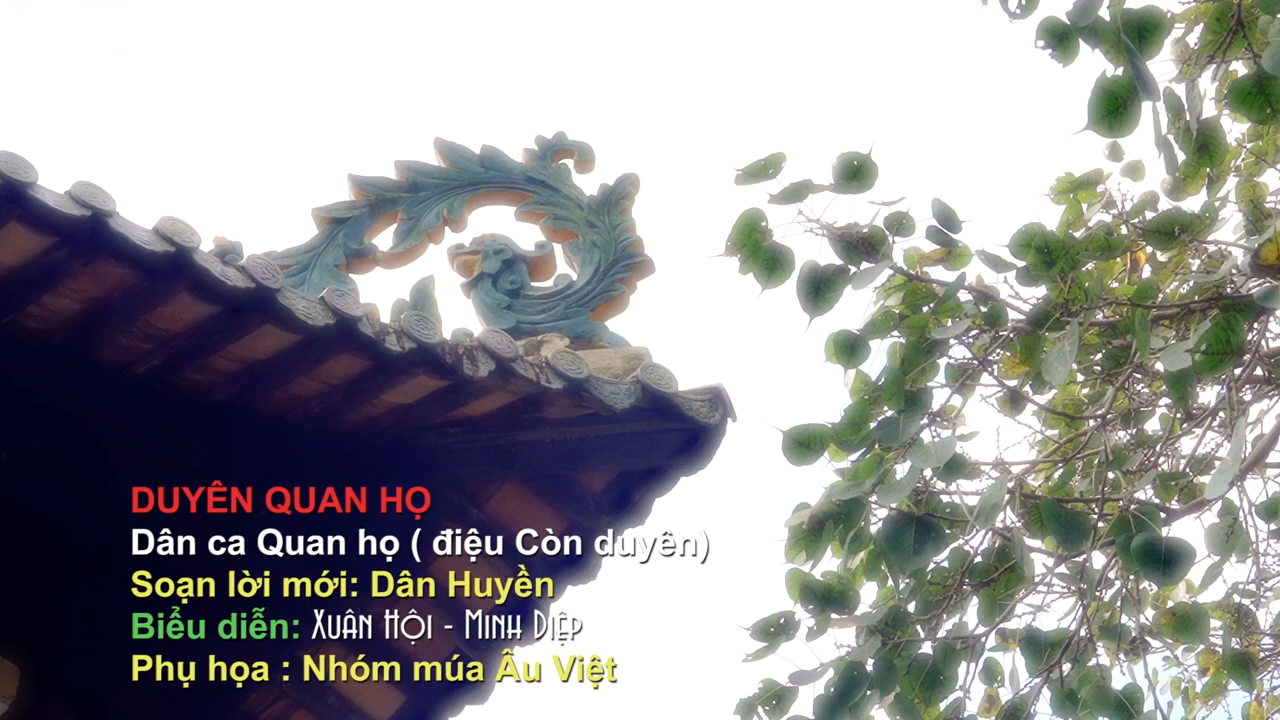 DUYÊN QUAN HỌ
Dân ca Quan họ ( điệu Còn duyên)
Soạn lời mới: Dân Huyền
Biểu diễn: Xuân Hội - Minh Diệp
Phụ họa : Nhóm múa Âu Việt